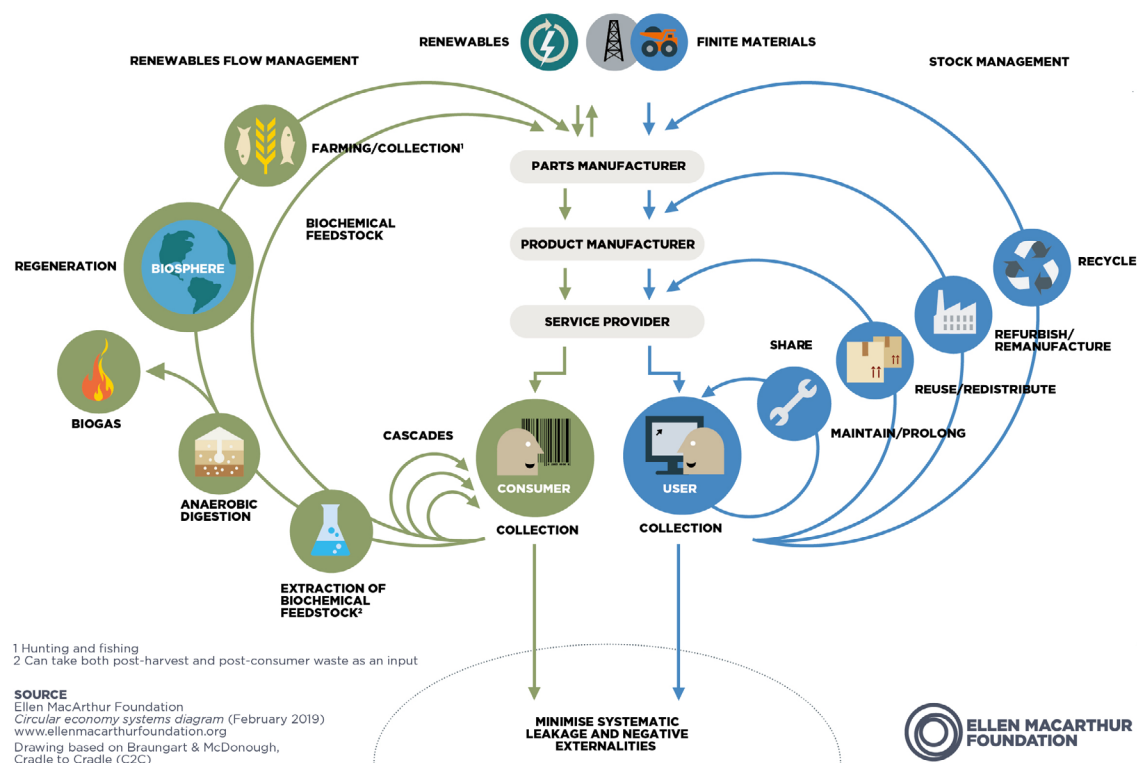 RENEWABLES
FINITE MATERIALS
RENEWABLES FLOW MANAGEMENT
STOCK MANAGEMENT
FARMING/COLLECTION¹
PARTS MANUFACTURER
BIOCHEMICAL
FEEDSTOCK
PRODUCT MANUFACTURER
REGENERATION
BIOSPHERE
RECYCLE
SERVICE PROVIDER
SHARE
REFURBISH/
REMANUFACTURE
REUSE/REDISTRIBUTE
BIOGAS
CASCADES
MAINTAIN/PROLONG
CONSUMER
USER
ANAEROBIC
DIGESTION
COLLECTION
COLLECTION
EXTRACTION OF
BIOCHEMICAL
FEEDSTOCK²
1 Hunting and fishing
2 Can take both post-harvest and post-consumer waste as an input
SOURCE
Ellen MacArthur Foundation
Circular economy systems diagram (February 2019)
www.ellenmacarthurfoundation.org
Drawing based on Braungart & McDonough,
Cradle to Cradle (C2C)
MINIMISE SYSTEMATIC
LEAKAGE AND NEGATIVE
EXTERNALITIES
ELLEN MACARTHUR
FOUNDATION